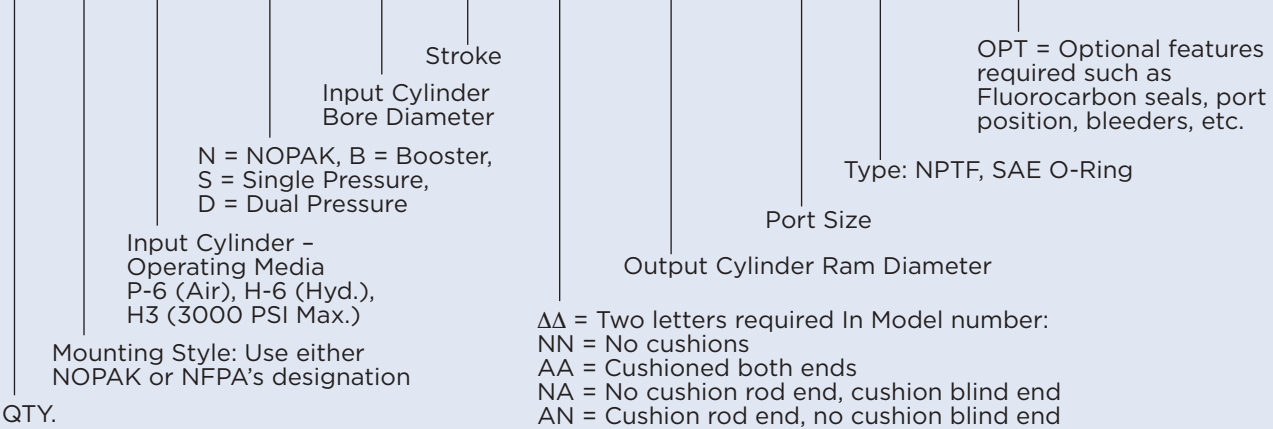 Stroke
Input Cylinder
Bore Diameter
N = NOPAK, B = Booster,
S = Single Pressure,
D = Dual Pressure
Input Cylinder –
Operating Media
P-6 (Air), H-6 (Hyd.),
H3 (3000 PSI Max.)
Mounting Style: Use either
NOPAK or NFPA's designation
QTY.
OPT = Optional features
required such as
Fluorocarbon seals, port
position, bleeders, etc.
Type: NPTF, SAE O-Ring
Port Size
Output Cylinder Ram Diameter
ΔΔ = Two letters required In Model number:
NN = No cushions
AA = Cushioned both ends
NA = No cushion rod end, cushion blind end
AN = Cushion rod end, no cushion blind end